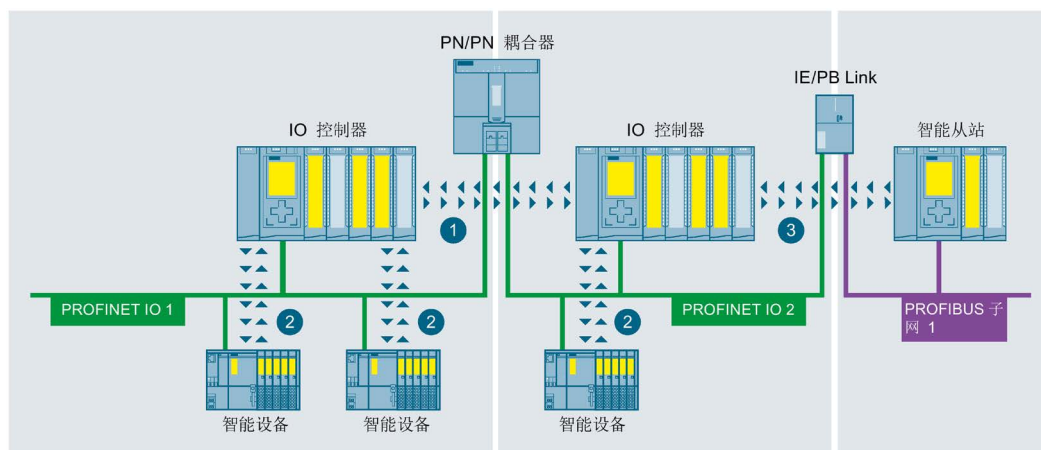 PN/PN 耦合器
IE/PB Link
IO 控制器
IO 控制器
智能从站
1
3
PROFINET IO 1
2
2
2
PROFINET IO 2
PROFIBUS 子
网 1
智能设备
智能设备
智能设备